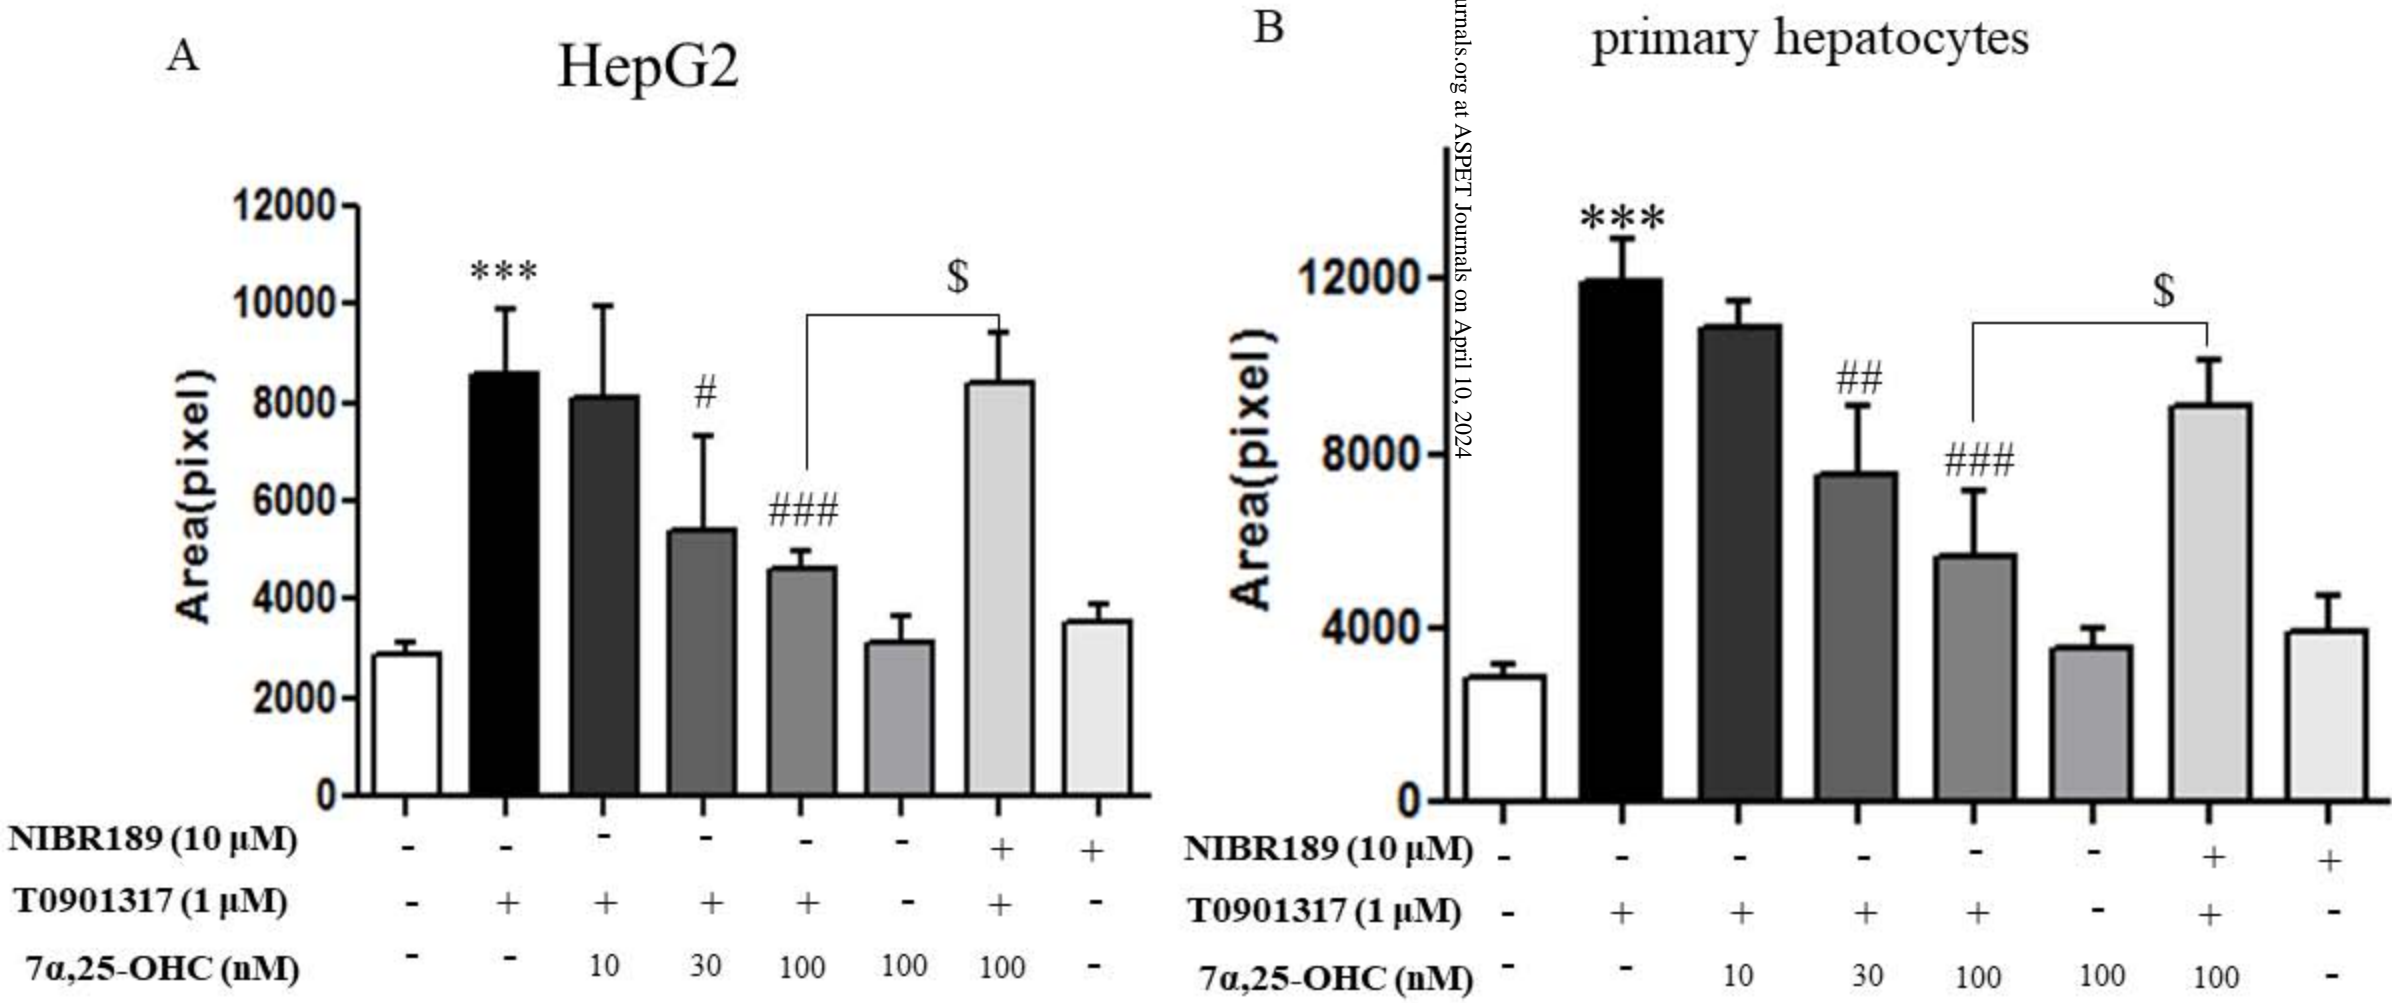 A
HepG2
12000
10000
8000
6000
4000
2000
0
Area(pixel)
***
#
###
$
NIBR189 (10 μM) - - - - - - + +
T0901317 (1 μM) - + + + + - + -
7α,25-OHC (nM) - - 10 30 100 100 100 -
B
primary hepatocytes
urnals.org at ASPET Journals on April 10, 2024
12000
8000
4000
0
Area(pixel)
***
##
###
$
NIBR189 (10 μM) - - - - - - + +
T0901317 (1 μM) - + + + + - + -
7α,25-OHC (nM) - - 10 30 100 100 100 -